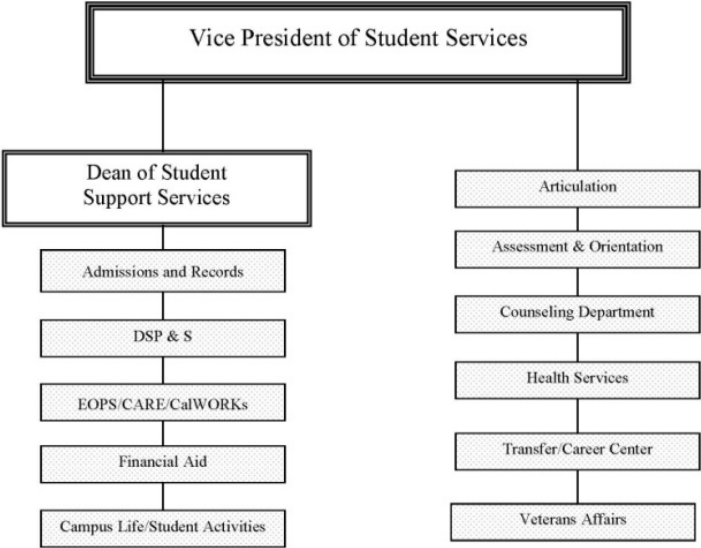 Vice President of Student Services
Dean of Student
Support Services
Admissions and Records
DSP & S
EOPS/CARE/CalWORKs
Financial Aid
Campus Life/Student Activities
Articulation
Assessment & Orientation
Counseling Department
Health Services
Transfer/Career Center
Veterans Affairs